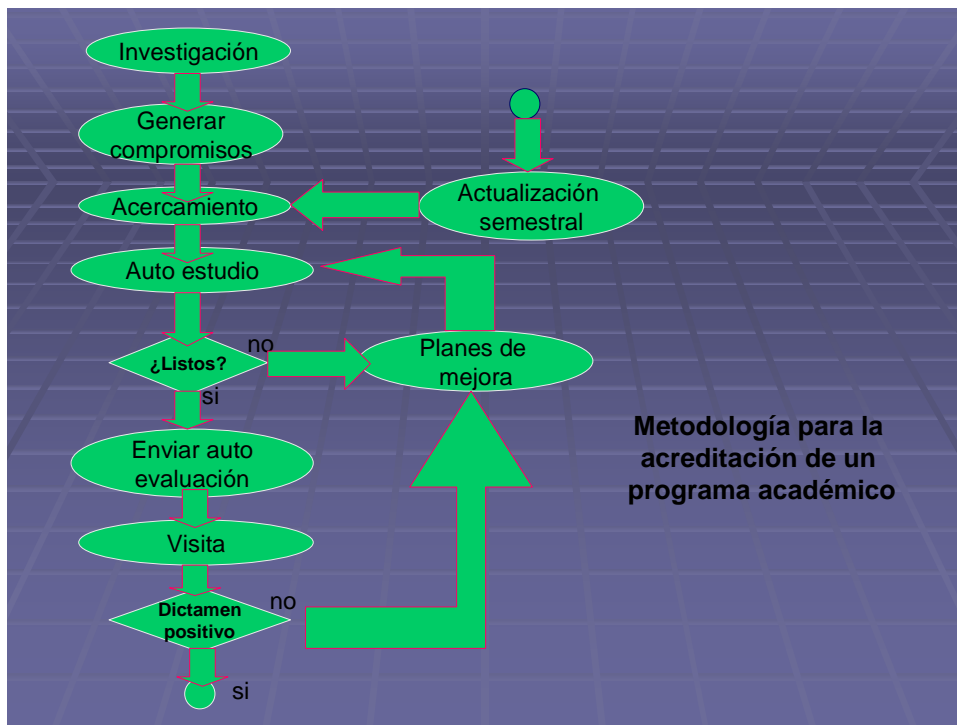 Investigación
Generar
compromisos
Acercamiento
Actualización
semestral
Auto estudio
¿Listos?
no
si
Planes de
mejora
Enviar auto
evaluación
Visita
Dictamen
positivo
no
si
Metodología para la
acreditación de un
programa académico